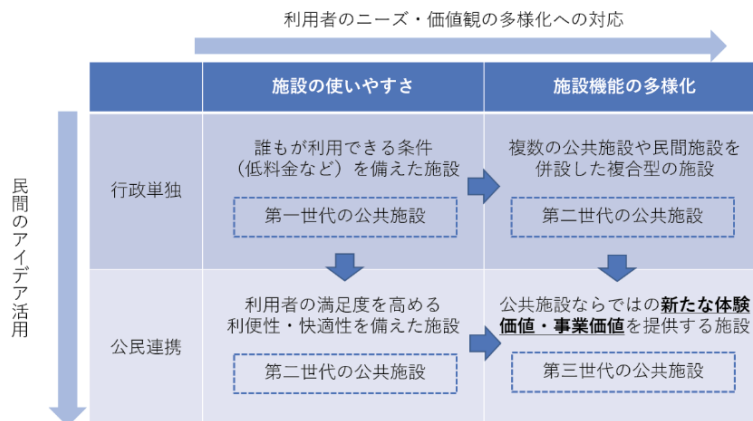 利用者のニーズ・価値観の多様化への対応
施設の使いやすさ
施設機能の多様化
民間のアイデア活用
行政単独
誰もが利用できる条件
（低料金など）を備えた施設
第一世代の公共施設
複数の公共施設や民間施設を
併設した複合型の施設
第二世代の公共施設
公民連携
利用者の満足度を高める
利便性・快適性を備えた施設
第二世代の公共施設
公共施設ならではの新たな体験
価値・事業価値を提供する施設
第三世代の公共施設